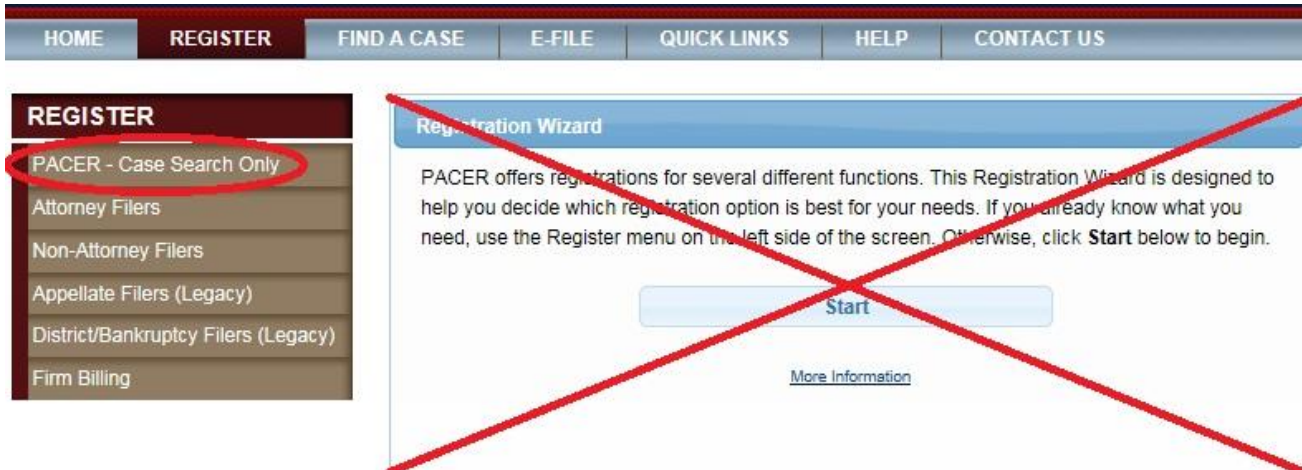 HOME REGISTER FIND A CASE E-FILE QUICK LINKS HELP CONTACT US
REGISTER
PACER - Case Search Only
Attorney Filers
Non-Attorney Filers
Appellate Filers (Legacy)
District/Bankruptcy Filers (Legacy)
Firm Billing
Registration Wizard
PACER offers registrations for several different functions. This Registration Wizard is designed to
help you decide which registration option is best for your needs. If you already know what you
need, use the Register menu on the left side of the screen. Otherwise, click Start below to begin.
Start
More Information